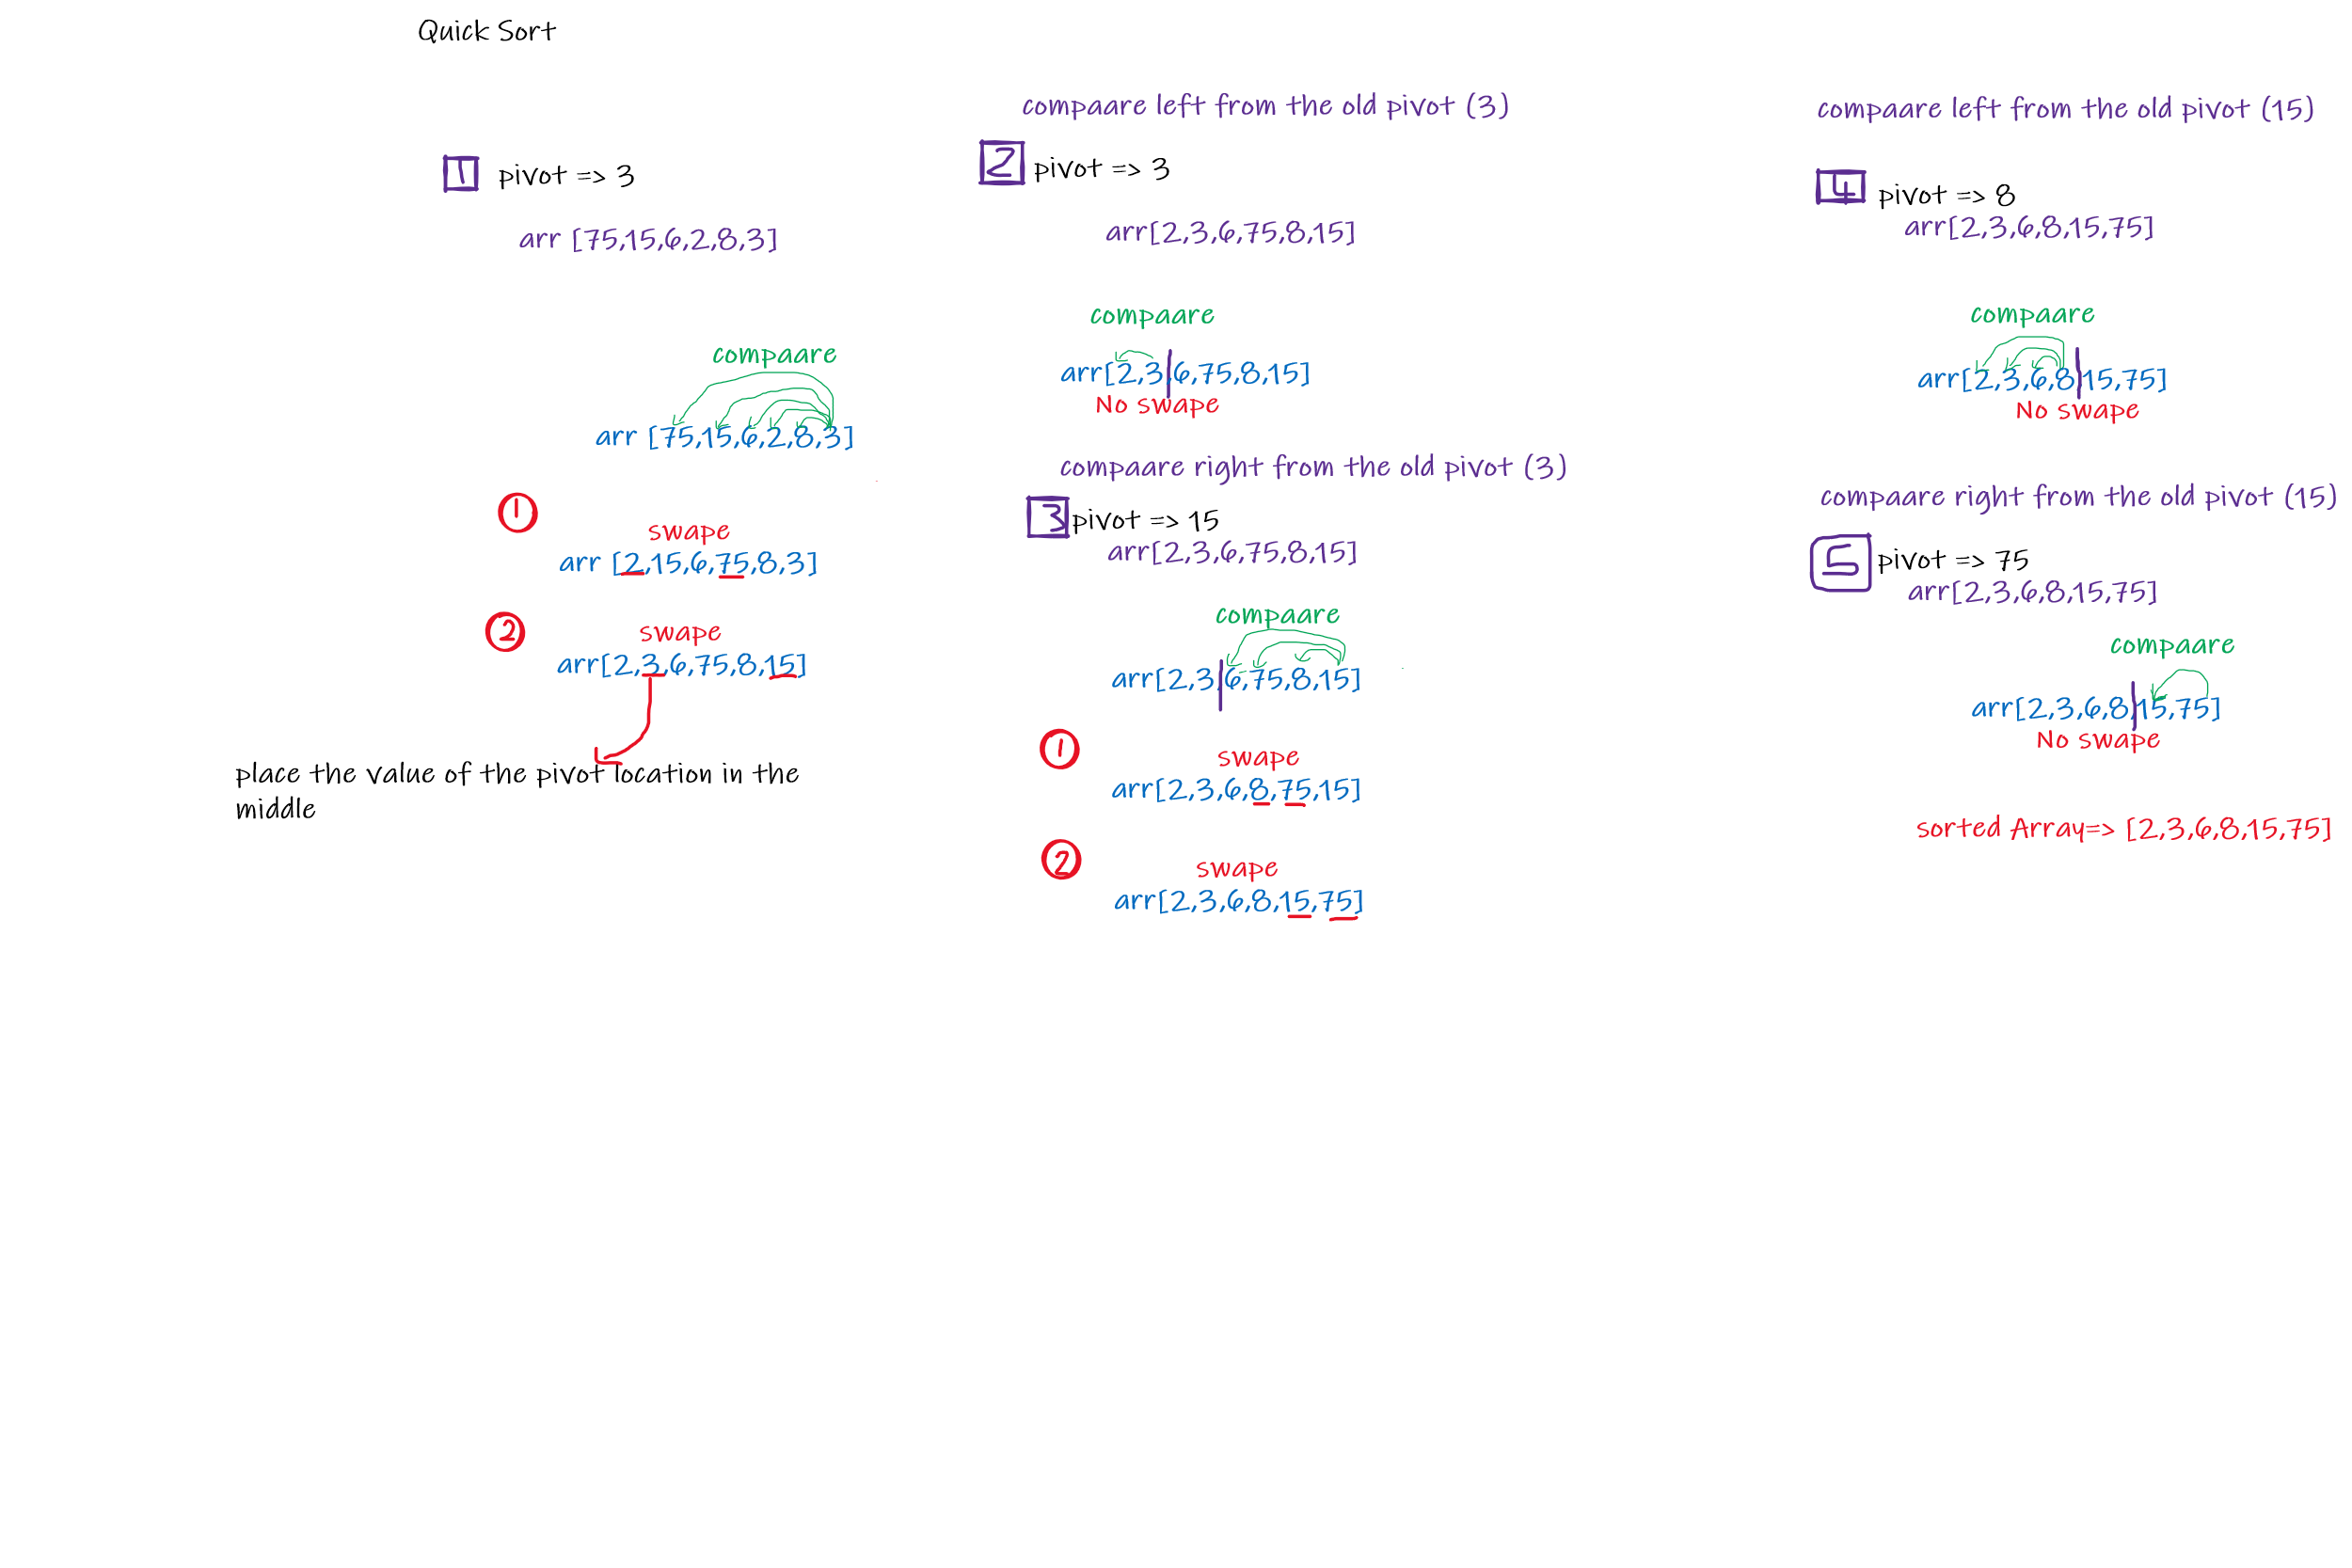 Quick Sort
1 pivot => 3
arr [75,15,6,2,8,3]
compaare
arr [75,15,6,2,8,3]
1
swape
arr [2,15,6,75,8,3]
2
swape
arr[2,3,6,75,8,15]
place the value of the pivot location in the
middle
compaare left from the old pivot (3)
2 pivot => 3
arr[2,3,6,75,8,15]
compaare
arr[2,3,6,75,8,15]
No swape
compaare right from the old pivot (3)
3 pivot => 15
arr[2,3,6,75,8,15]
compaare
arr[2,3,6,75,8,15]
1
swape
arr[2,3,6,8,75,15]
2
swape
arr[2,3,6,8,15,75]
compaare left from the old pivot (15)
4 pivot => 8
arr[2,3,6,8,15,75]
compaare
arr[2,3,6,8,15,75]
No swape
compaare right from the old pivot (15)
5 pivot => 75
arr[2,3,6,8,15,75]
compaare
arr[2,3,6,8,15,75]
No swape
sorted Array=> [2,3,6,8,15,75]